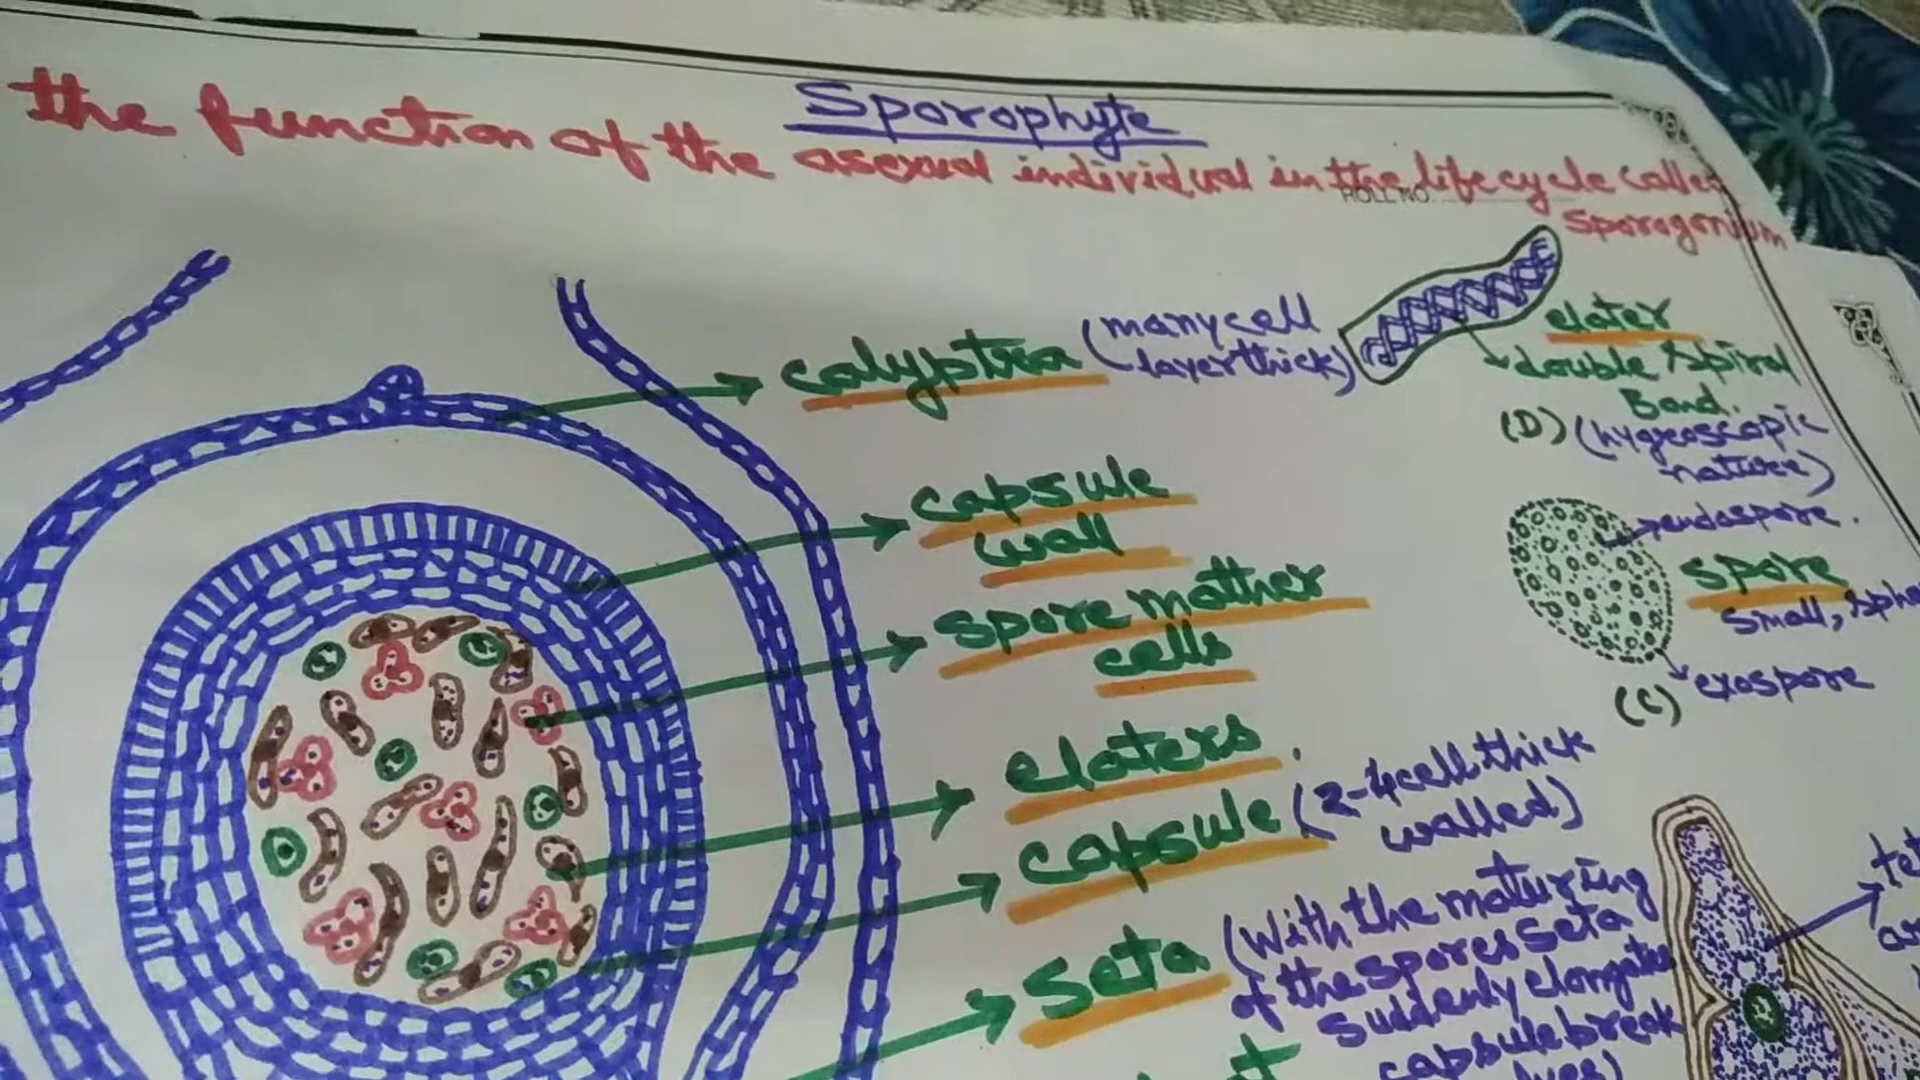 Sporophyte
the function of the asexual individual in the lifecycle called
sporogonium
ROLL NO.
calyptra (many cell
layer thick)
elater
double spiral
Band.
(D) (hygroscopic
nature)
capsule
wall
endospore.
spore
small,
exospore
(C)
spore mother
cells
elaters.
capsule (2-4 cell thick
walled)
seta (With the maturing
of the spores seta
suddenly elongates
capsule break